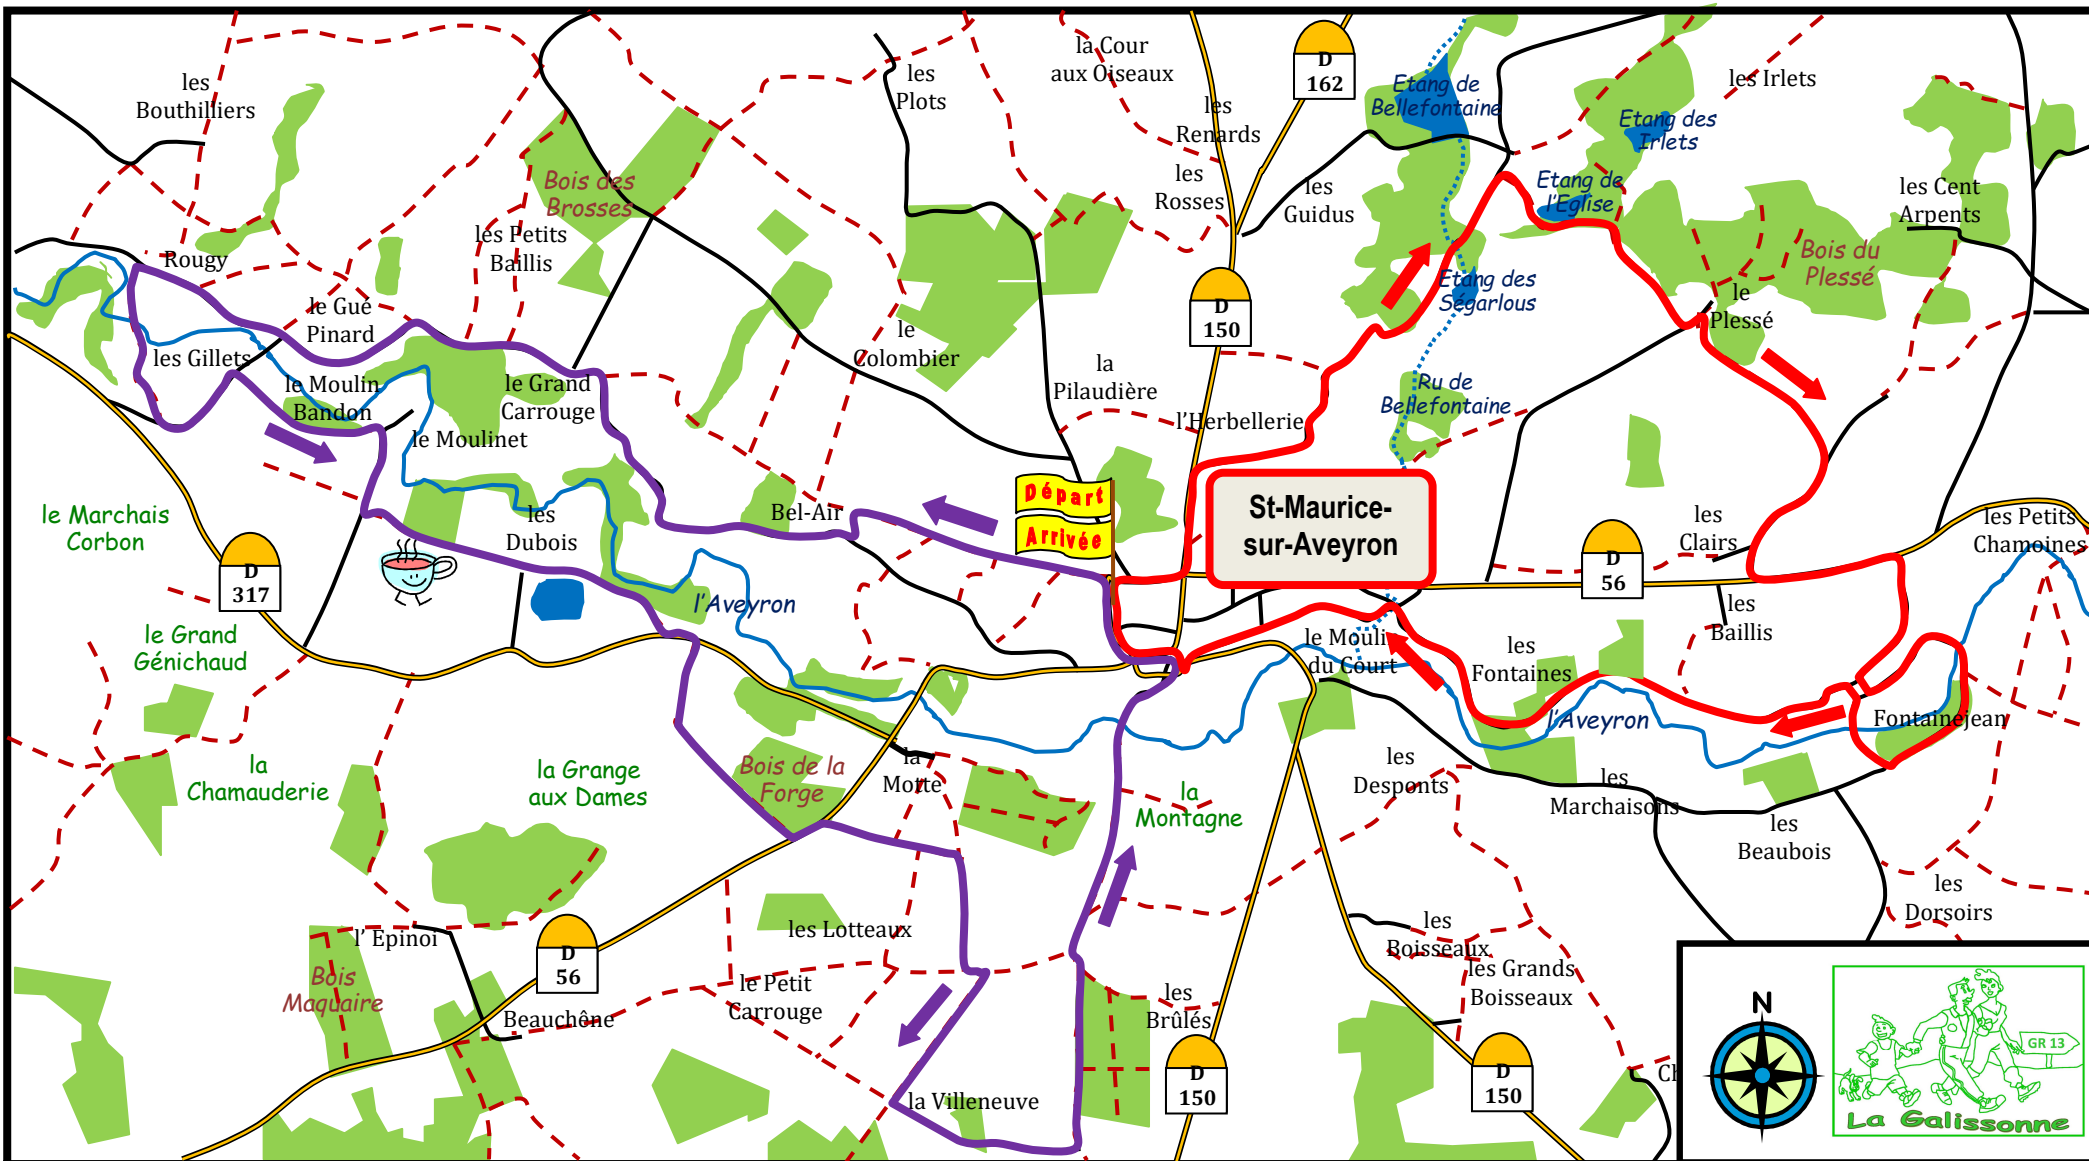 les
Bouthilliers
les
Plots
la Cour
aux Oiseaux
D
162
Etang de
Bellefontaine
les Irlets
les
Renards
Etang des
Irlets
Bois des
Brosses
les
Rosses
les
Guidus
Etang de
l'Eglise
les Cent
Arpents
les Petits
Baillis
Rougy
Bois du
Plessé
le Gué
Pinard
D
150
Etang des
Ségarlous
le
Plessé
les Gillets
le
Colombier
la
Pilaudière
le Moulin
Bandon
le Grand
Carrouge
Ru de
Bellefontaine
l'Herbellerie
le Moulinet
Départ
Arrivée
St-Maurice-
sur-Aveyron
le Marchais
Corbon
les
Dubois
Bel-Air
les
Clairs
les Petits
Chamoines
D
317
D
56
l'Aveyron
les
Baillis
le Grand
Génichaud
le Moulin
du Court
les
Fontaines
l'Aveyron
Fontainejean
la
Chamauderie
la Grange
aux Dames
Bois de la
Forge
la
Motte
la
Montagne
les
Desponts
les
Marchaisons
les
Beaubois
les
Dorsoirs
l' Epinoi
les Lotteaux
les
Boisseaux
D
56
Bois
Maquaire
le Petit
Carrouge
les Grands
Boisseaux
Beauchêne
les
Brûlés
D
150
D
150
la Villeneuve
N
GR 13
La Galissonne